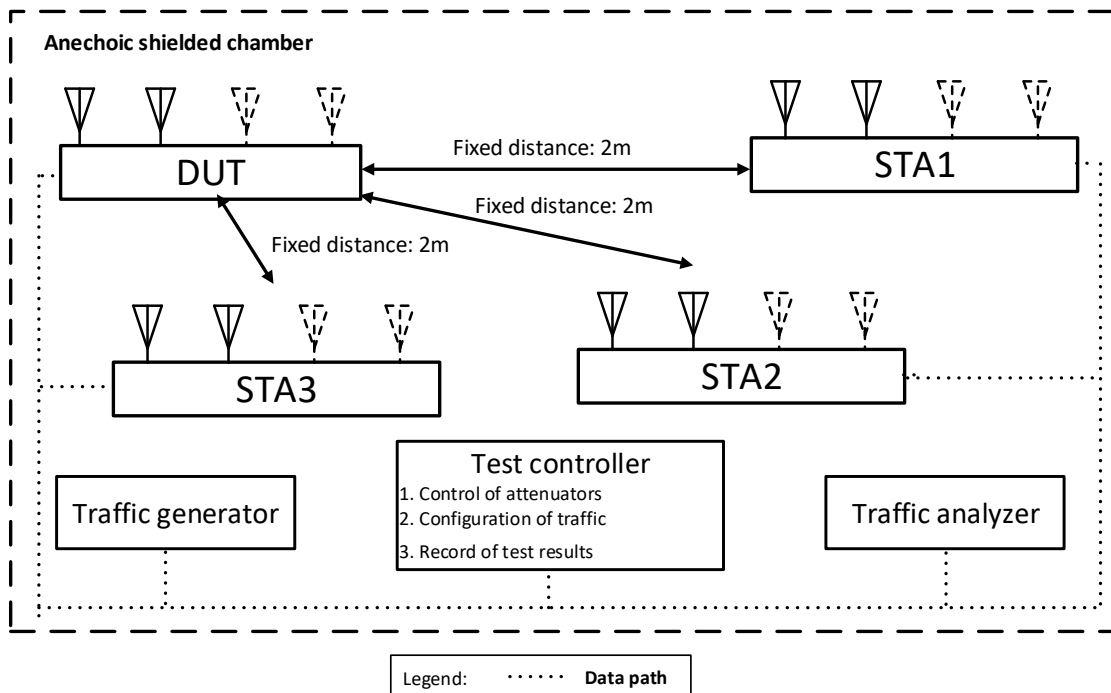 Anechoic shielded chamber
Fixed distance: 2m
DUT
STA1
Fixed distance: 2m
Fixed distance: 2m
STA3
STA2
Test controller
1. Control of attenuators
2. Configuration of traffic
3. Record of test results
Traffic generator
Traffic analyzer
Legend: Data path